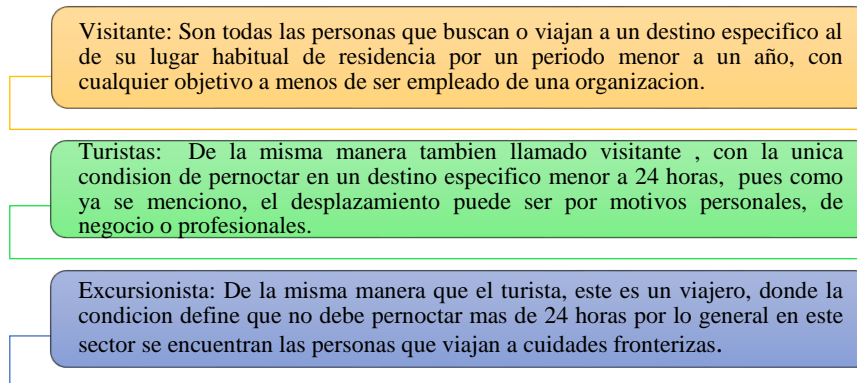 Visitante: Son todas las personas que buscan o viajan a un destino especifico al
de su lugar habitual de residencia por un periodo menor a un año, con
cualquier objetivo a menos de ser empleado de una organizacion.
Turistas: De la misma manera tambien llamado visitante , con la unica
condision de pernoctar en un destino especifico menor a 24 horas, pues como
ya se menciono, el desplazamiento puede ser por motivos personales, de
negocio o profesionales.
Excursionista: De la misma manera que el turista, este es un viajero, donde la
condicion define que no debe pernoctar mas de 24 horas por lo general en este
sector se encuentran las personas que viajan a cuidades fronterizas.